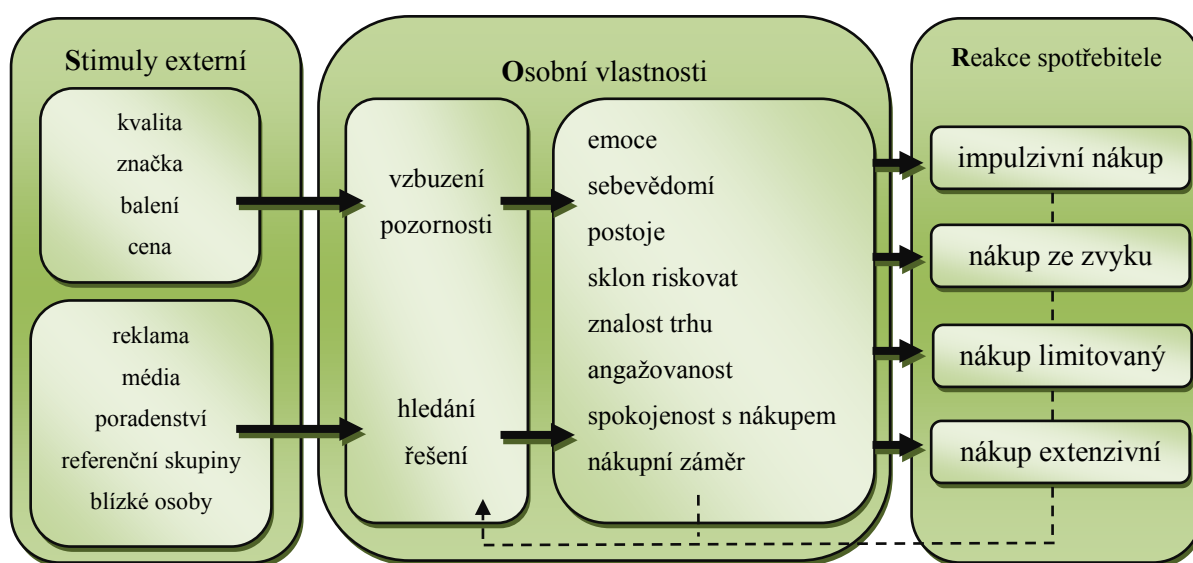 Stimuly externí
kvalita
značka
balení
cena
reklama
média
poradenství
referenční skupiny
blízké osoby
Osobní vlastnosti
vzbuzení
pozornosti
hledání
řešení
emoce
sebevědomí
postoje
sklon riskovat
znalost trhu
angažovanost
spokojenost s nákupem
nákupní záměr
Reakce spotřebitele
impulzivní nákup
nákup ze zvyku
nákup limitovaný
nákup extenzivní